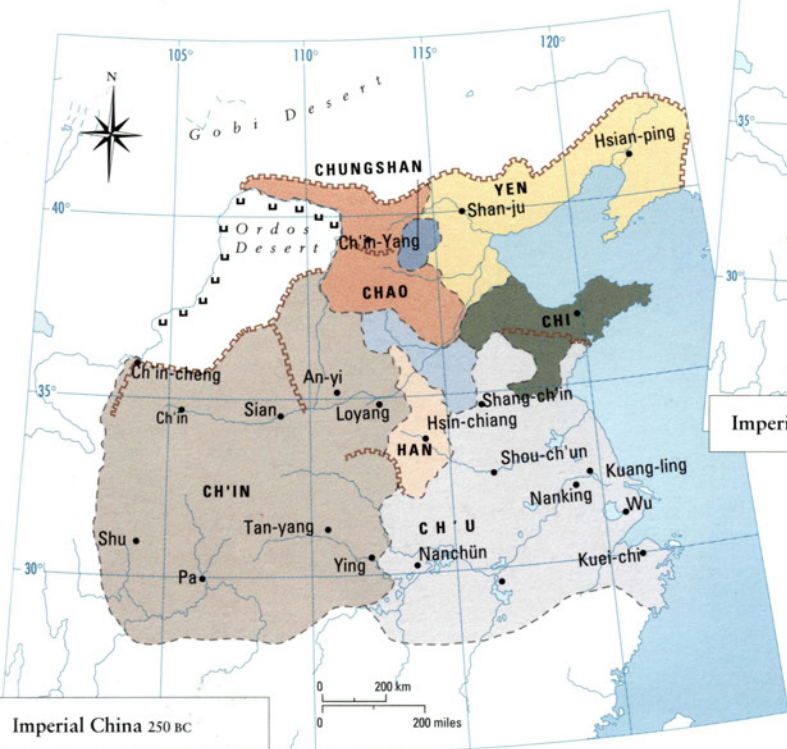 105°
110°
115°
120°
N
Gobi Desert
35°
CHUNGSHAN
Hsian-ping
YEN
Shan-ju
40°
Ordos
Desert
Ch'in-Yang
30°
CHAO
CHI
Ch'in-cheng
An-yi
35°
Shang-ch'in
Ch'in
Sian
Loyang
Hsin-chiang
Imperi
HAN
Shou-ch'un
Kuang-ling
CH'IN
Nanking
Wu
CH'U
Tan-yang
Shu
Nanchün
Kuei-chi
Ying
30°
Pa
0 200 km
0 200 miles
Imperial China 250 BC